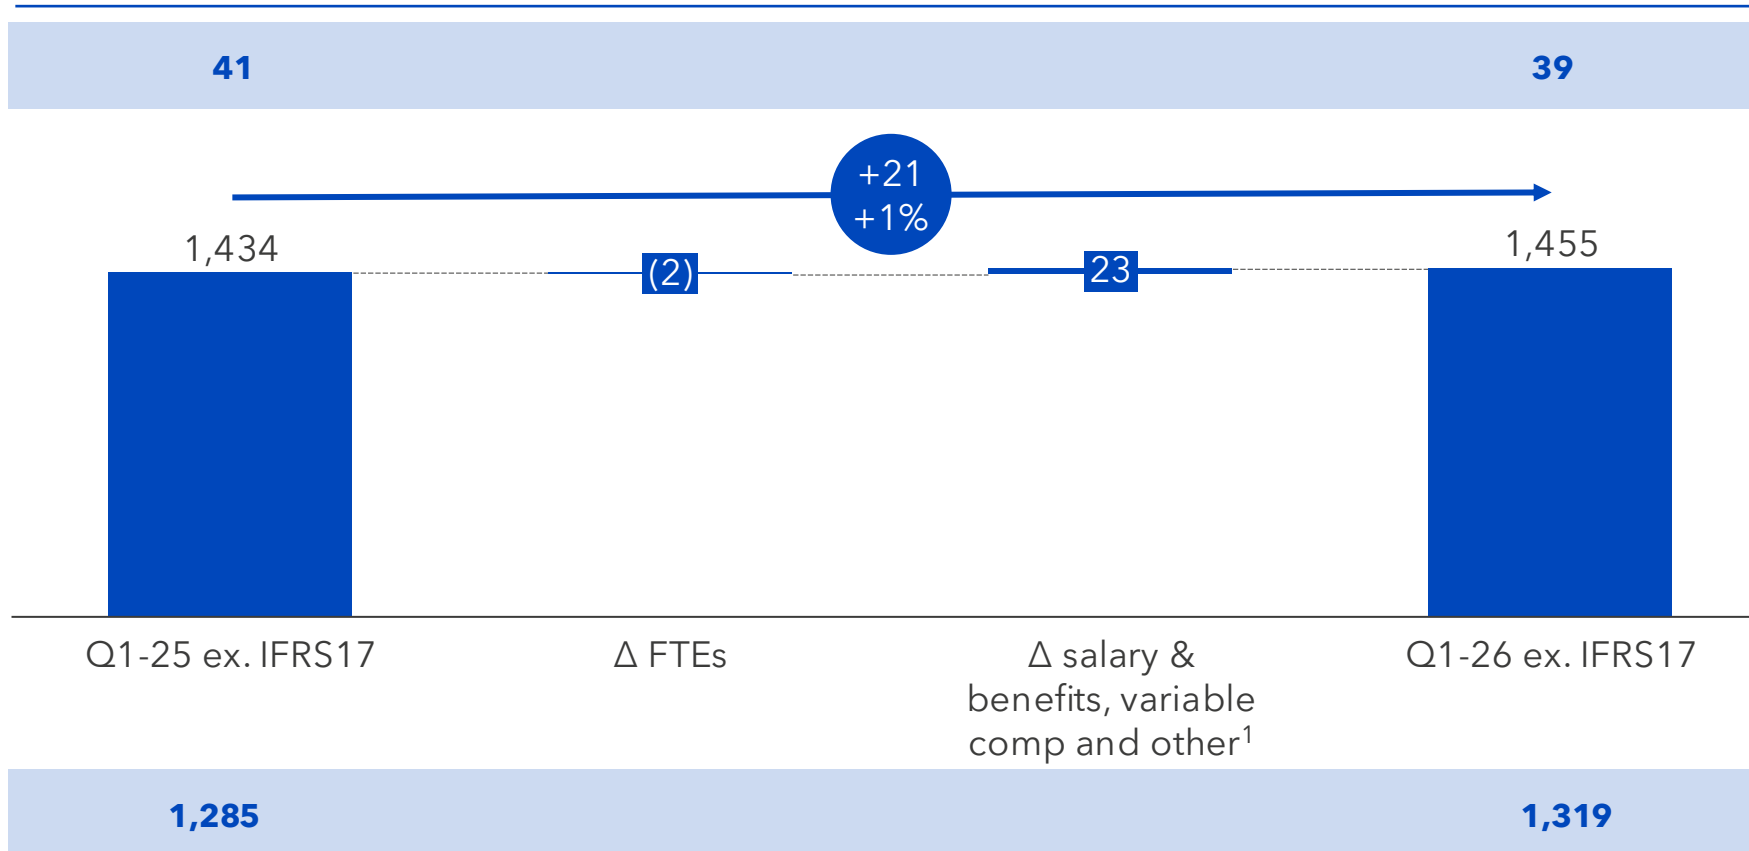 41
39
+21
+1%
1,434
1,455
(2)
23
Q1-25 ex. IFRS17
Δ FTEs
Δ salary &
benefits, variable
comp and other¹
Q1-26 ex. IFRS17
1,285
1,319